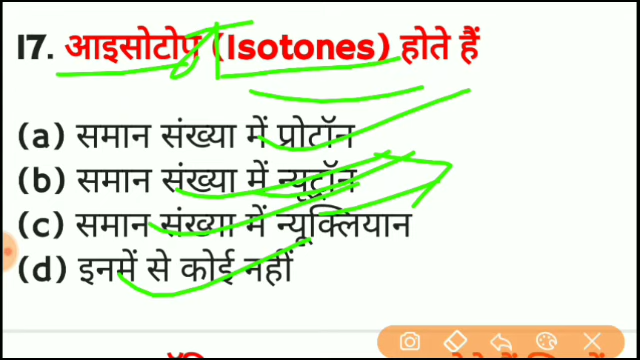 17. आइसोटोप (Isotones) होते हैं
(a) समान संख्या में प्रोटॉन
(b) समान संख्या में न्यूट्रॉन
(c) समान संख्या में न्यूक्लियान
(d) इनमें से कोई नहीं